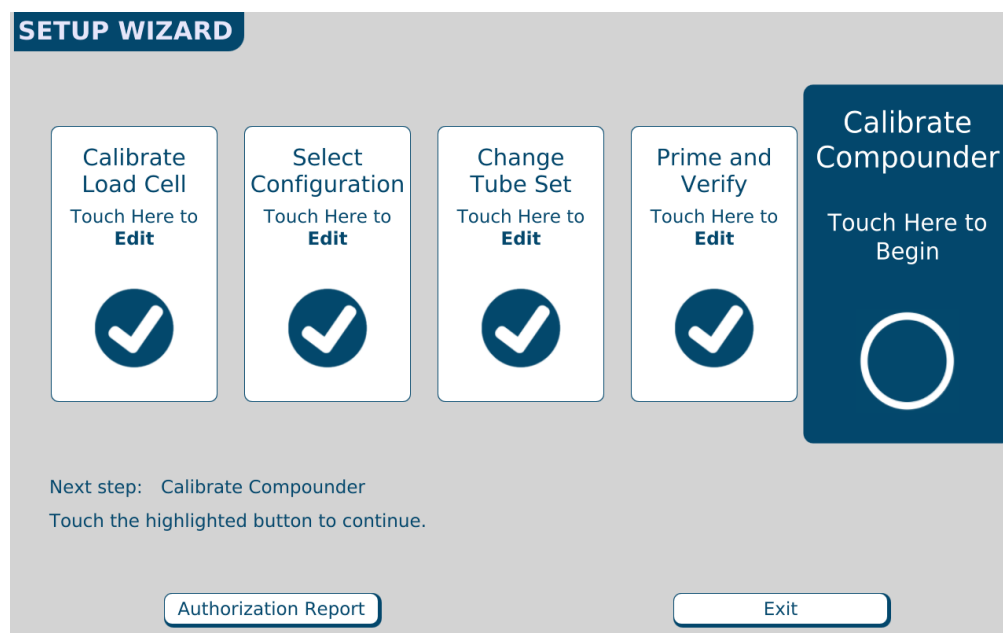 SETUP WIZARD
Calibrate
Load Cell
Touch Here to
Edit
Select
Configuration
Touch Here to
Edit
Change
Tube Set
Touch Here to
Edit
Prime and
Verify
Touch Here to
Edit
Calibrate
Compounder
Touch Here to
Begin
Next step: Calibrate Compounder
Touch the highlighted button to continue.
Authorization Report
Exit